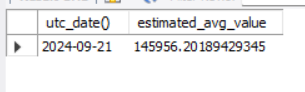 utc_date() estimated_avg_value
2024-09-21 145956.20189429345